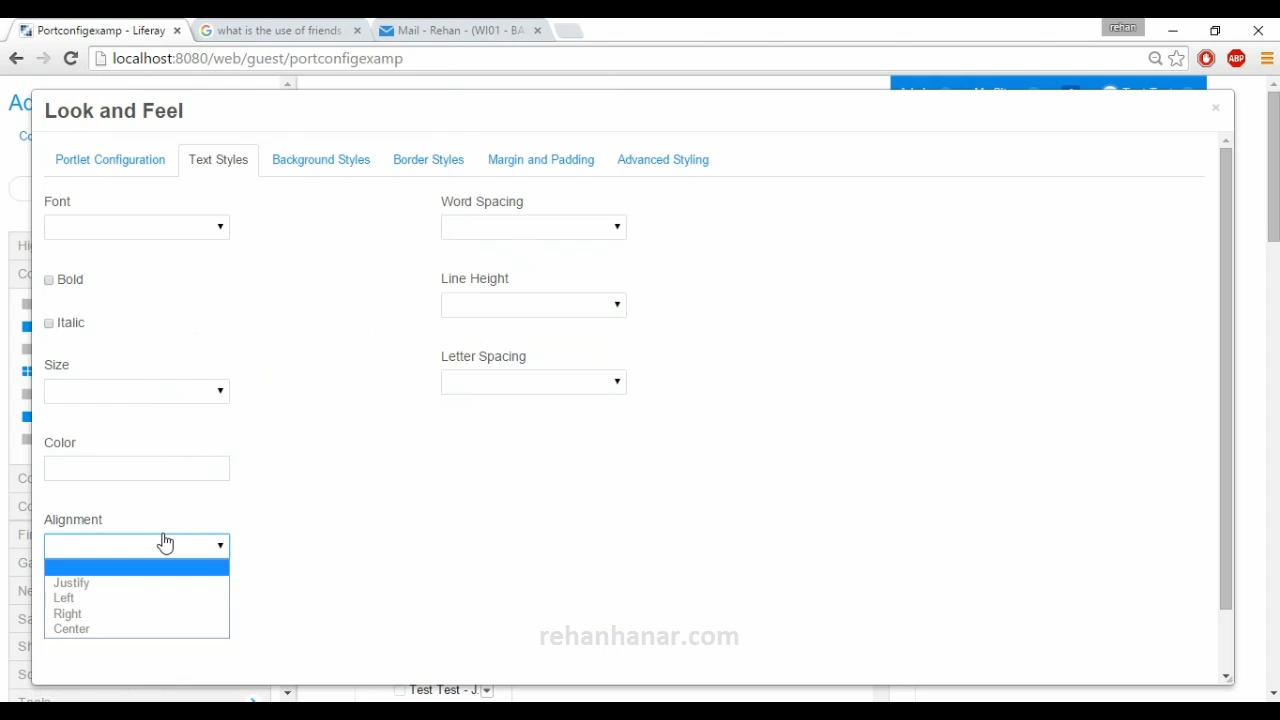 Portconfigexamp - Liferay
what is the use of friends
Mail - Rehan - (WI01 - BA
rehan
localhost:8080/web/guest/portconfigexamp
ABP
Look and Feel
Portlet Configuration
Text Styles
Background Styles
Border Styles
Margin and Padding
Advanced Styling
Font
Word Spacing
Bold
Line Height
Italic
Size
Letter Spacing
Color
Alignment
Justify
Left
Right
Center
rehanhanar.com
Test Test - J.